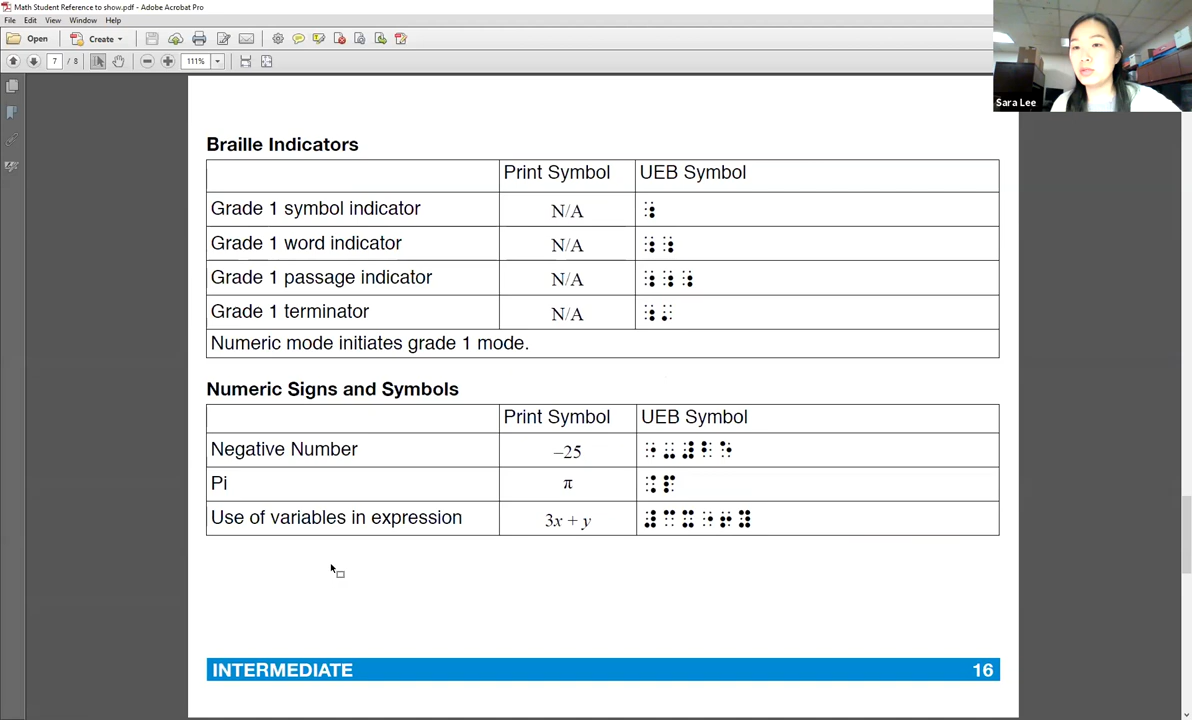 Math Student Reference to show.pdf - Adobe Acrobat Pro
File Edit View Window Help
Open Create
7 / 8 111%
Sara Lee
Braille Indicators
Print Symbol UEB Symbol
Grade 1 symbol indicator N/A ⠰
Grade 1 word indicator N/A ⠰⠰
Grade 1 passage indicator N/A ⠰⠰⠰
Grade 1 terminator N/A ⠰⠄
Numeric mode initiates grade 1 mode.
Numeric Signs and Symbols
Print Symbol UEB Symbol
Negative Number –25 ⠐⠤⠼⠃⠑
Pi π ⠨⠏
Use of variables in expression 3x + y ⠼⠉⠭⠐⠖⠽
INTERMEDIATE 16